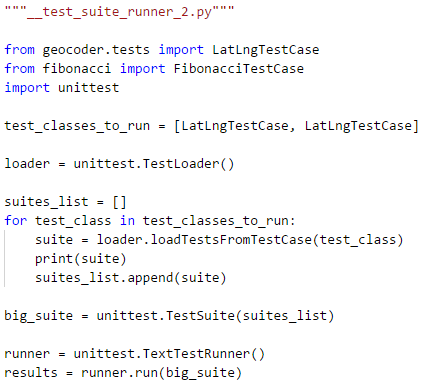 """__test_suite_runner_2.py"""
from geocoder.tests import LatLngTestCase
from fibonacci import FibonacciTestCase
import unittest
test_classes_to_run = [LatLngTestCase, LatLngTestCase]
loader = unittest.TestLoader()
suites_list = []
for test_class in test_classes_to_run:
    suite = loader.loadTestsFromTestCase(test_class)
    print(suite)
    suites_list.append(suite)
big_suite = unittest.TestSuite(suites_list)
runner = unittest.TextTestRunner()
results = runner.run(big_suite)